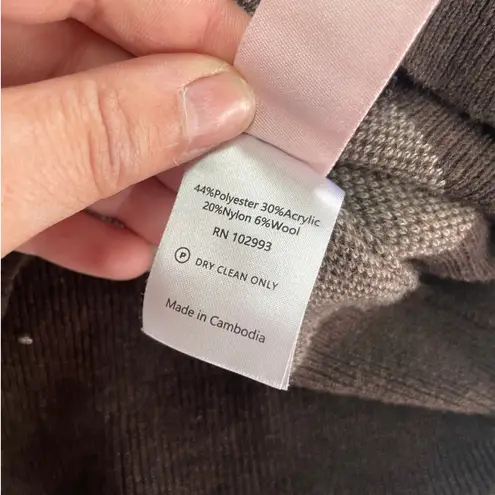 44%Polyester 30%Acrylic
20%Nylon 6%Wool
RN 102993
P DRY CLEAN ONLY
Made in Cambodia